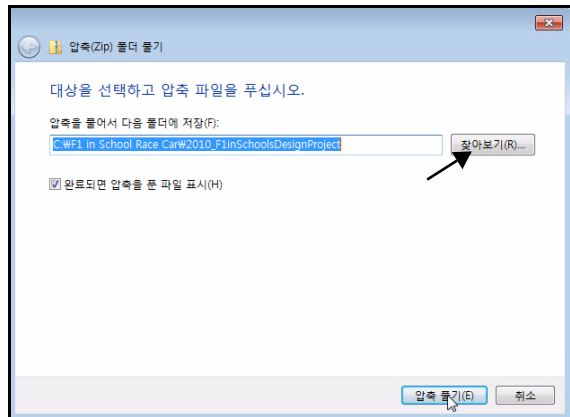 압축(Zip) 폴더 풀기
대상을 선택하고 압축 파일을 푸십시오.
압축을 풀어서 다음 폴더에 저장(F):
C:₩F1 in School Race Car₩2010_F1inSchoolsDesignProject
찾아보기(R)...
완료되면 압축을 푼 파일 표시(H)
압축 풀기(E) 취소